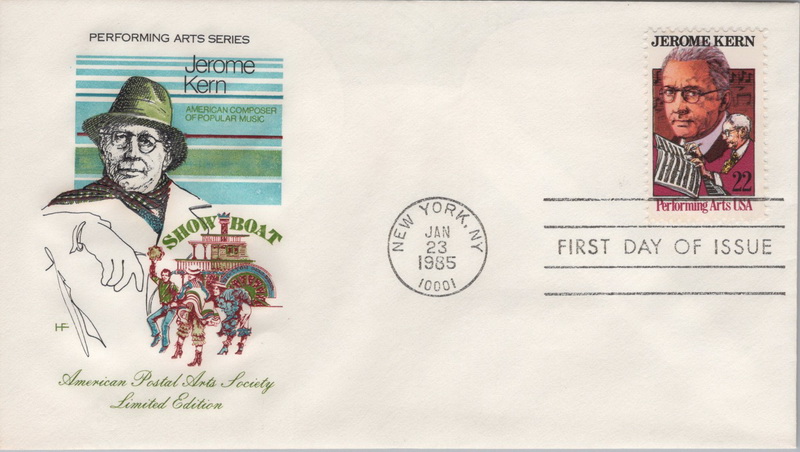 PERFORMING ARTS SERIES
Jerome
Kern
AMERICAN COMPOSER
OF POPULAR MUSIC
SHOW BOAT
HF
American Postal Arts Society
Limited Edition
NEW YORK, NY
JAN
23
1985
10001
JEROME KERN
22
Performing Arts USA
FIRST DAY OF ISSUE